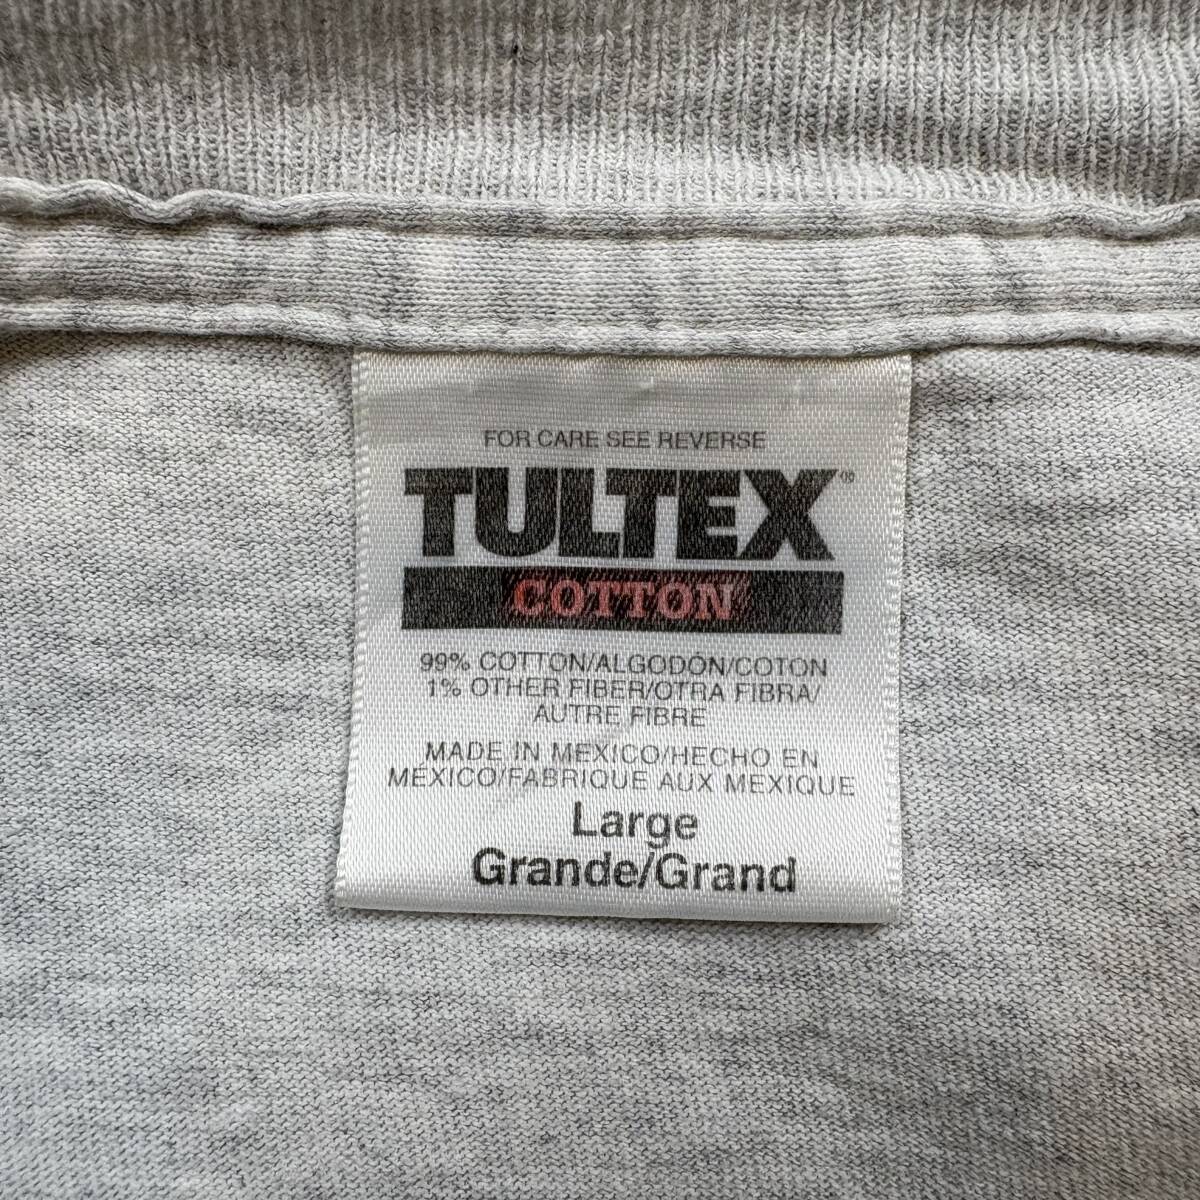 FOR CARE SEE REVERSE
TULTEX®
COTTON
99% COTTON/ALGODÓN/COTON
1% OTHER FIBER/OTRA FIBRA/
AUTRE FIBRE
MADE IN MEXICO/HECHO EN
MEXICO/FABRIQUE AUX MEXIQUE
Large
Grande/Grand